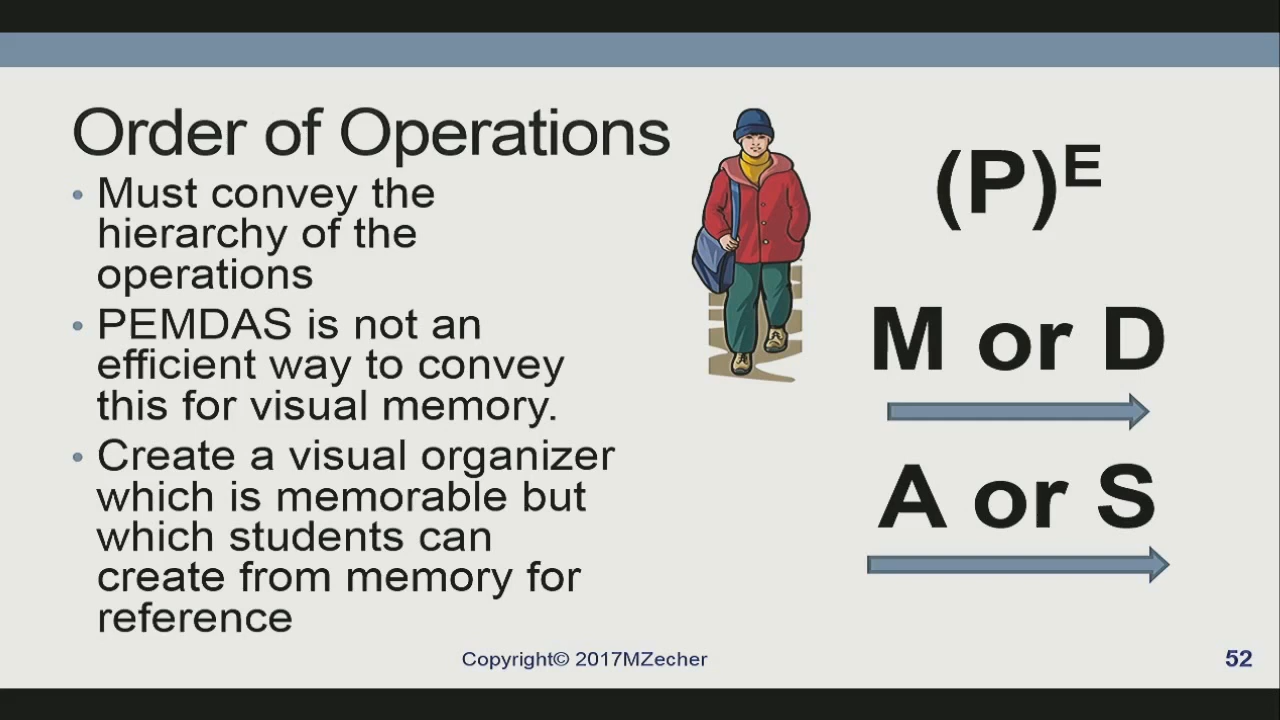 Order of Operations
• Must convey the
hierarchy of the
operations
• PEMDAS is not an
efficient way to convey
this for visual memory.
• Create a visual organizer
which is memorable but
which students can
create from memory for
reference
(P)ᴱ
M or D
A or S
Copyright© 2017MZecher
52